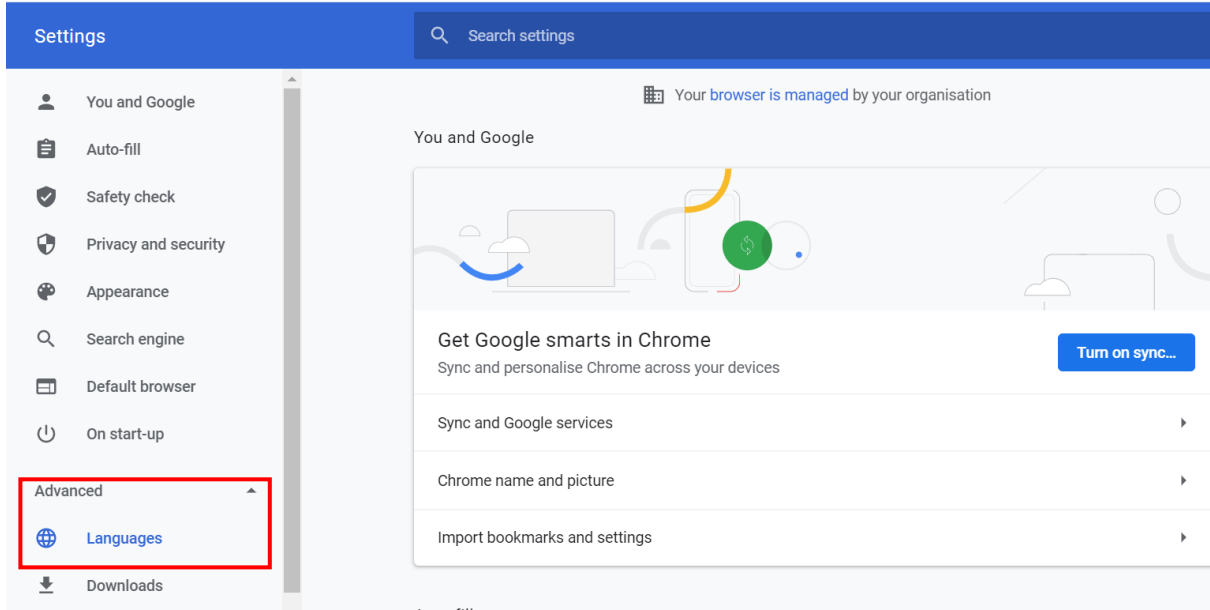 Settings
Search settings
You and Google
Auto-fill
Safety check
Privacy and security
Appearance
Search engine
Default browser
On start-up
Advanced
Languages
Downloads
Your browser is managed by your organisation
You and Google
Get Google smarts in Chrome
Sync and personalise Chrome across your devices
Turn on sync...
Sync and Google services
Chrome name and picture
Import bookmarks and settings